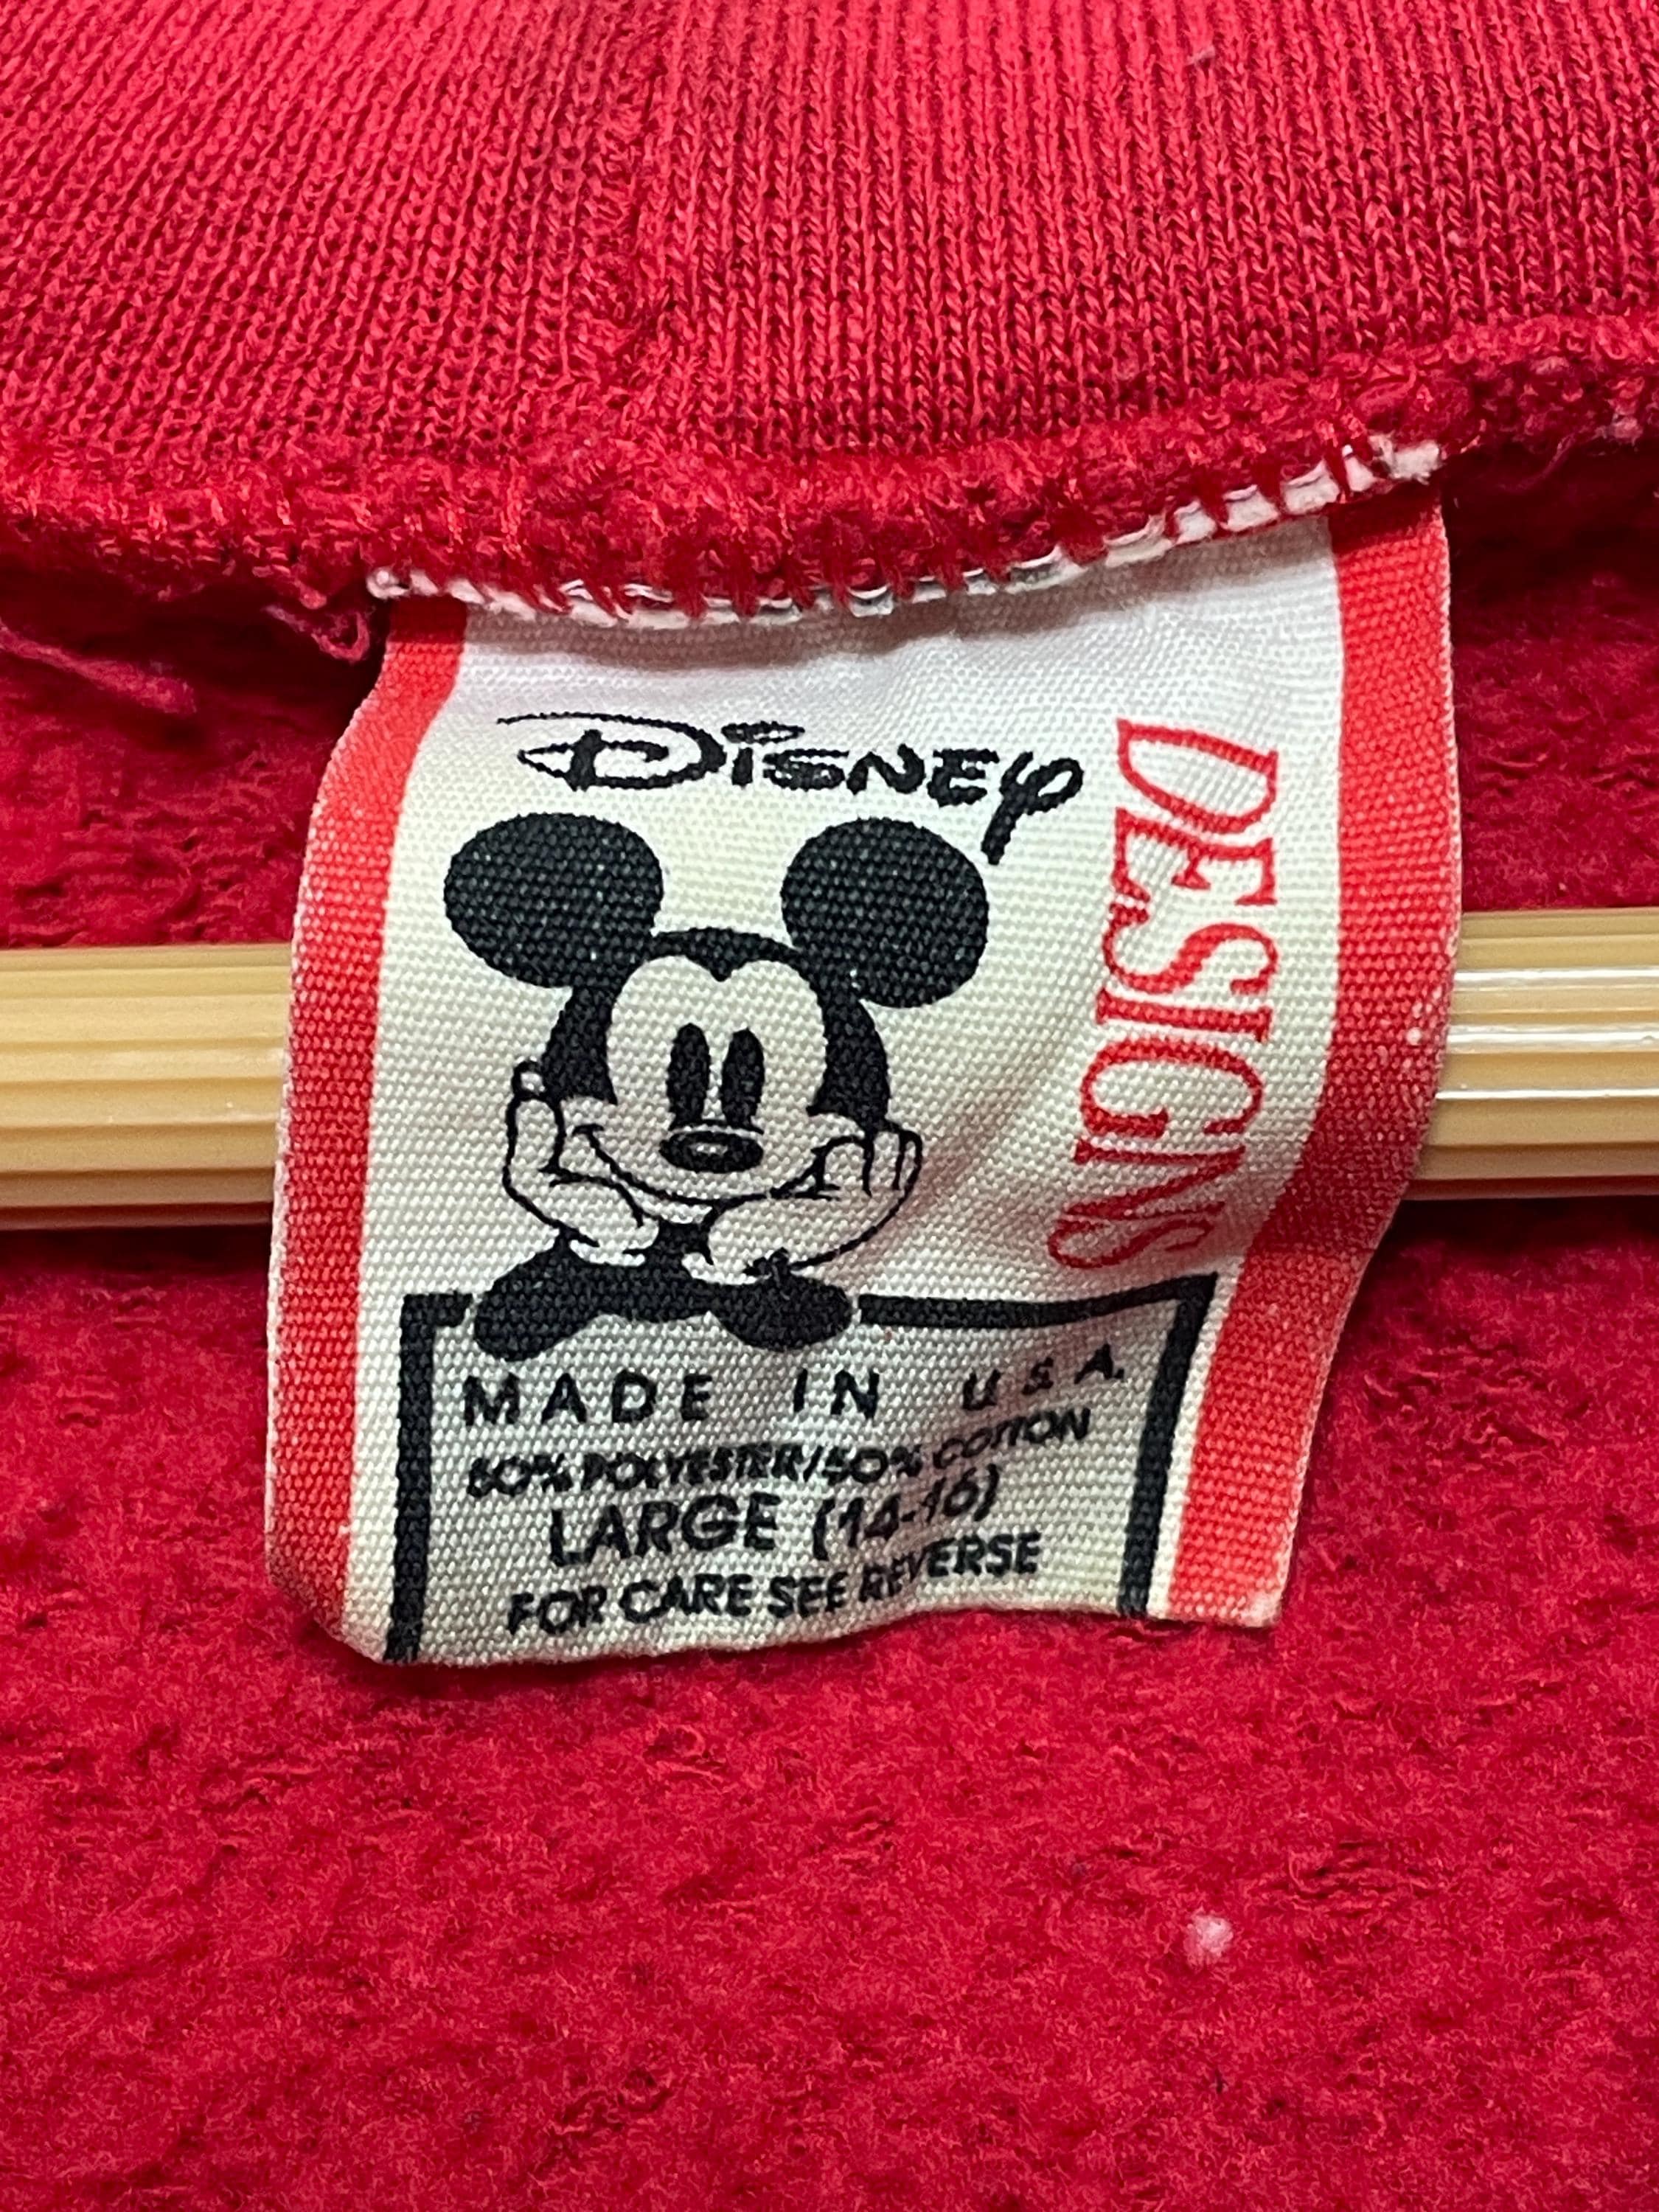 Disney
DESIGNS
MADE IN U.S.A.
50% POLYESTER/50% COTTON
LARGE (14-16)
FOR CARE SEE REVERSE